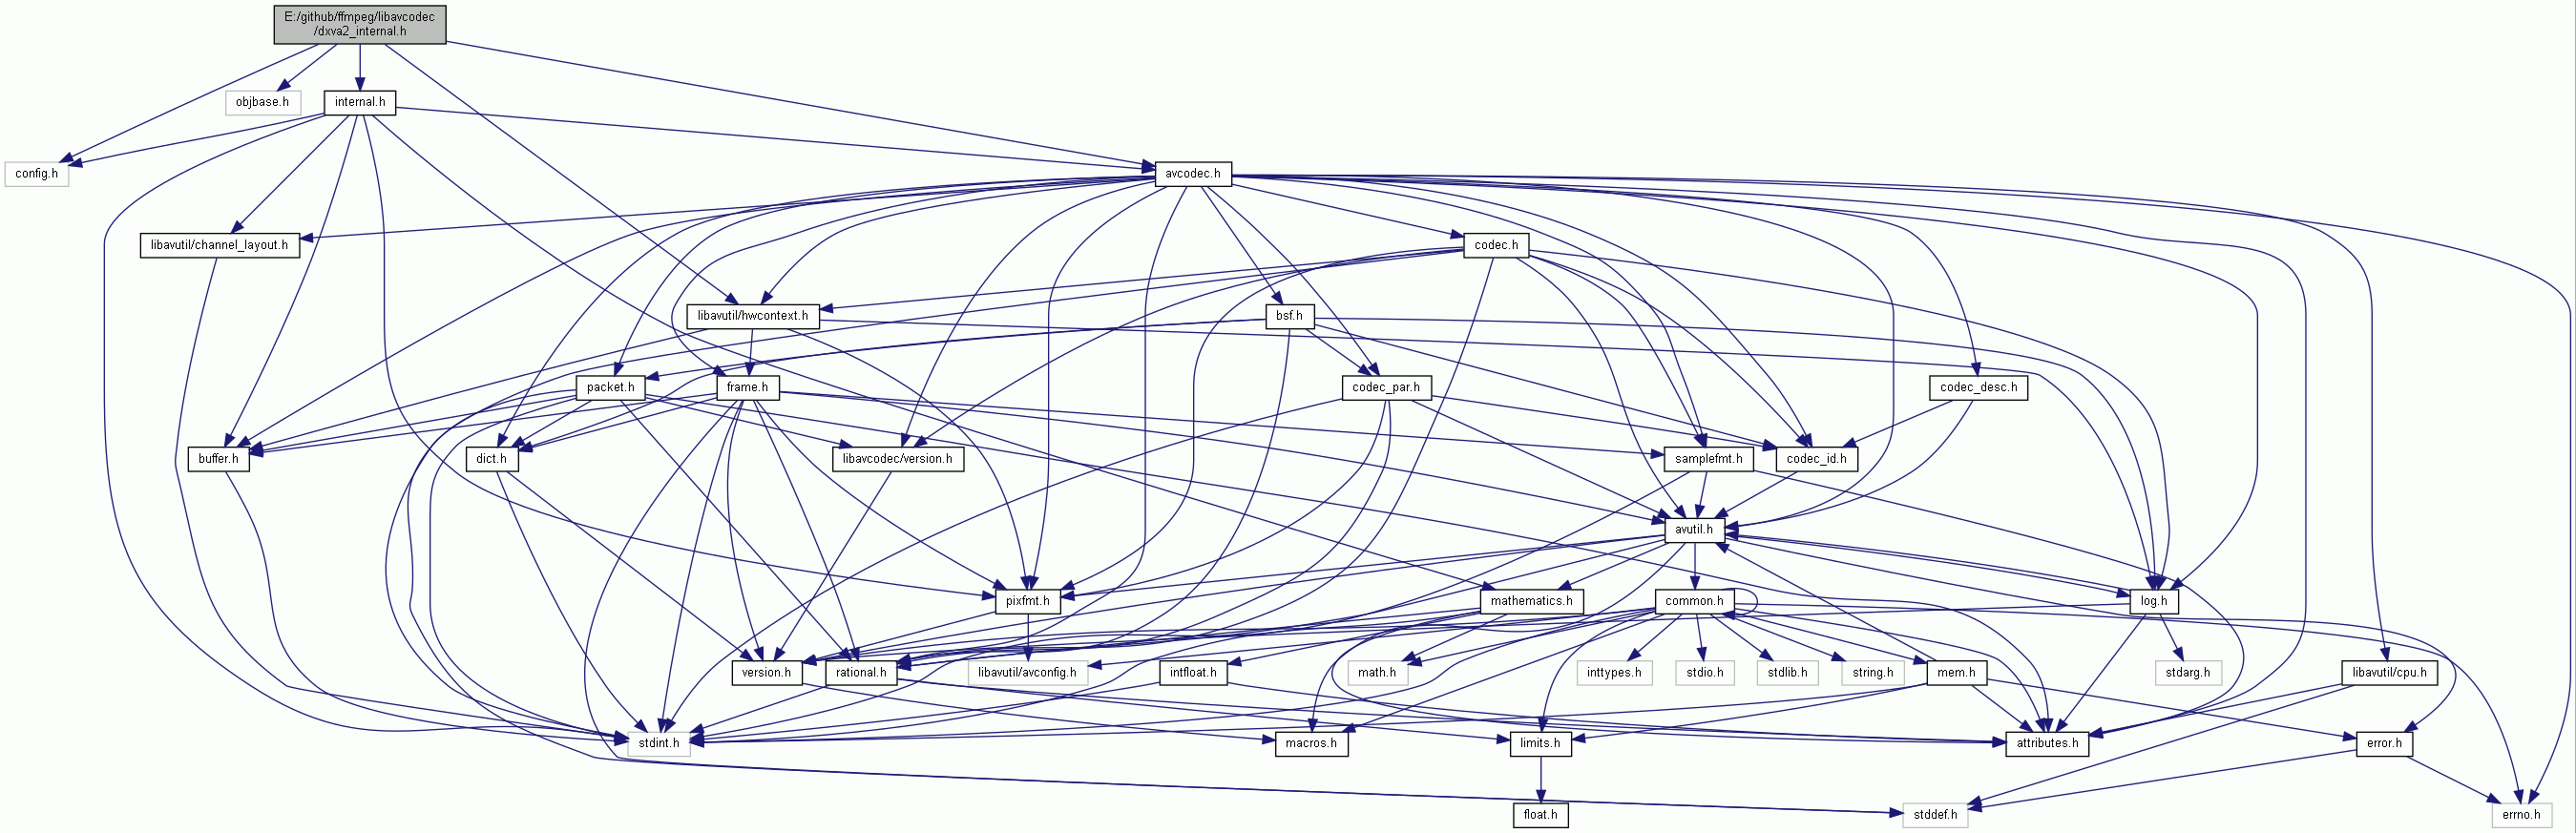 E:/github/ffmpeg/libavcodec
/dxva2_internal.h
objbase.h
internal.h
config.h
avcodec.h
libavutil/channel_layout.h
codec.h
libavutil/hwcontext.h
bsf.h
packet.h
frame.h
codec_par.h
codec_desc.h
buffer.h
dict.h
libavcodec/version.h
samplefmt.h
codec_id.h
avutil.h
pixfmt.h
mathematics.h
common.h
log.h
version.h
rational.h
libavutil/avconfig.h
intfloat.h
math.h
inttypes.h
stdio.h
stdlib.h
string.h
mem.h
stdarg.h
libavutil/cpu.h
stdint.h
macros.h
limits.h
attributes.h
error.h
float.h
stddef.h
errno.h